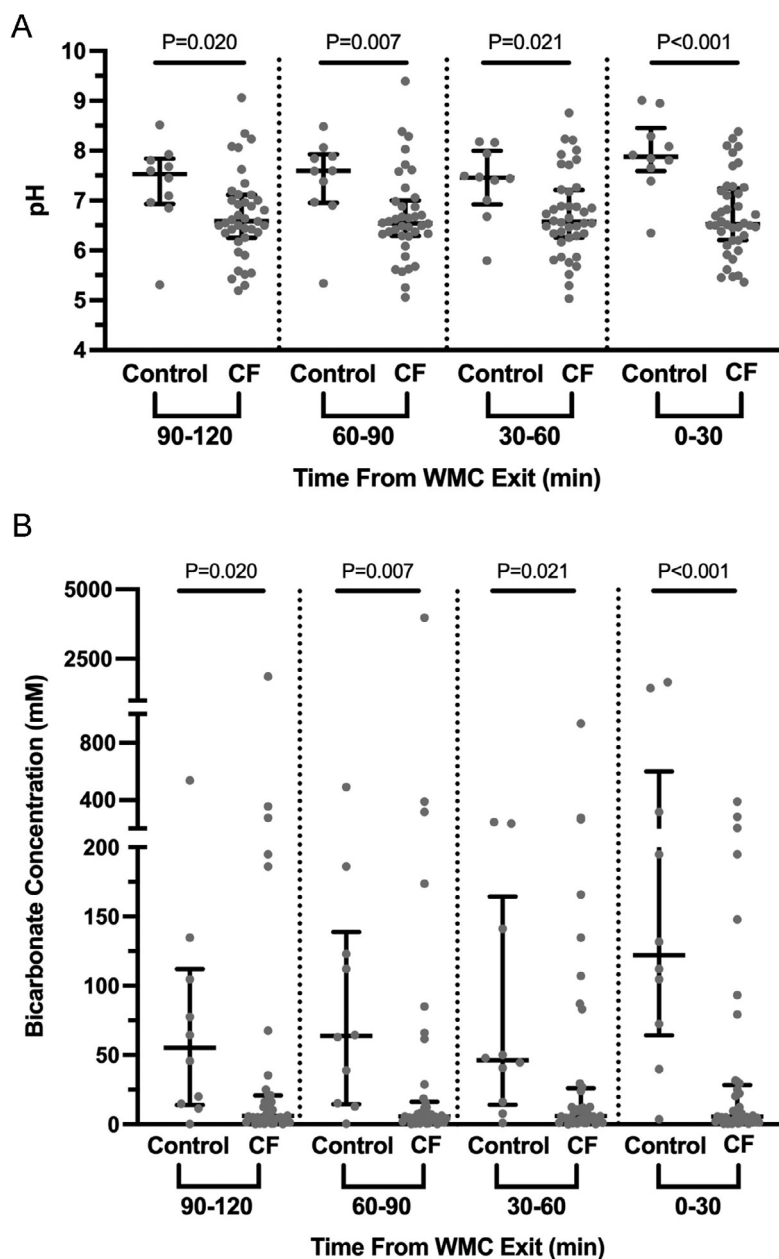 A
P=0.020 P=0.007 P=0.021 P<0.001
10
9
8
7
6
5
4
pH
Control CF Control CF Control CF Control CF
90-120 60-90 30-60 0-30
Time From WMC Exit (min)
B
P=0.020 P=0.007 P=0.021 P<0.001
5000
2500
800
400
200
150
100
50
0
Bicarbonate Concentration (mM)
Control CF Control CF Control CF Control CF
90-120 60-90 30-60 0-30
Time From WMC Exit (min)